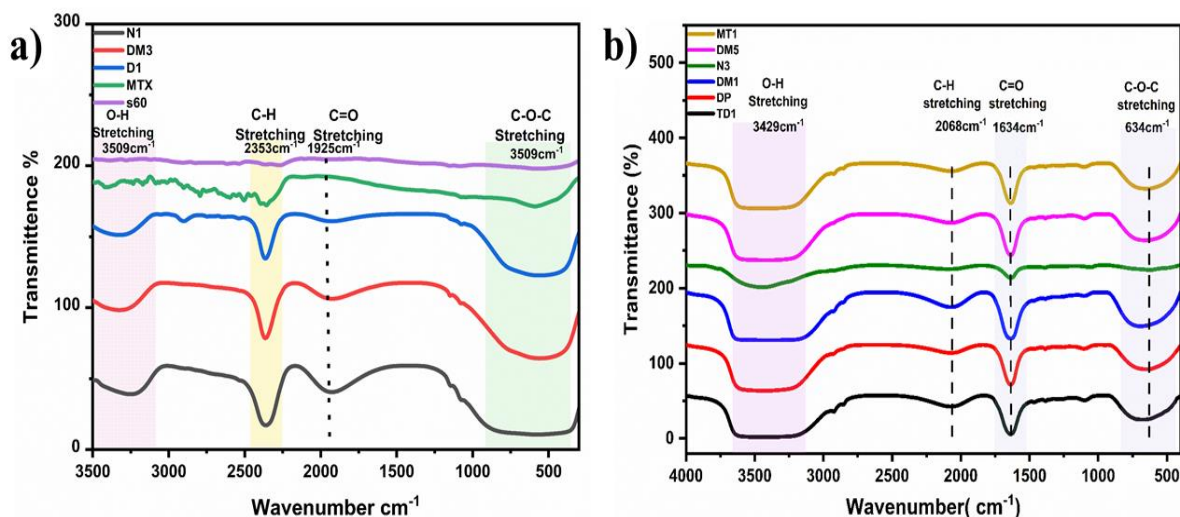 a)
300
200
100
0
N1
DM3
D1
MTX
s60
O-H
Stretching
3509cm-1
C-H
Stretching
2353cm-1
C=O
Stretching
1925cm-1
C-O-C
Stretching
3509cm-1
Transmittence %
3500 3000 2500 2000 1500 1000 500
Wavenumber cm-1
b)
500
400
300
200
100
0
MT1
DM5
N3
DM1
DP
TD1
O-H
Stretching
3429cm-1
C-H
stretching
2068cm-1
C=O
stretching
1634cm-1
C-O-C
stretching
634cm-1
Transmittance (%)
4000 3500 3000 2500 2000 1500 1000 500
Wavenumber( cm-1)